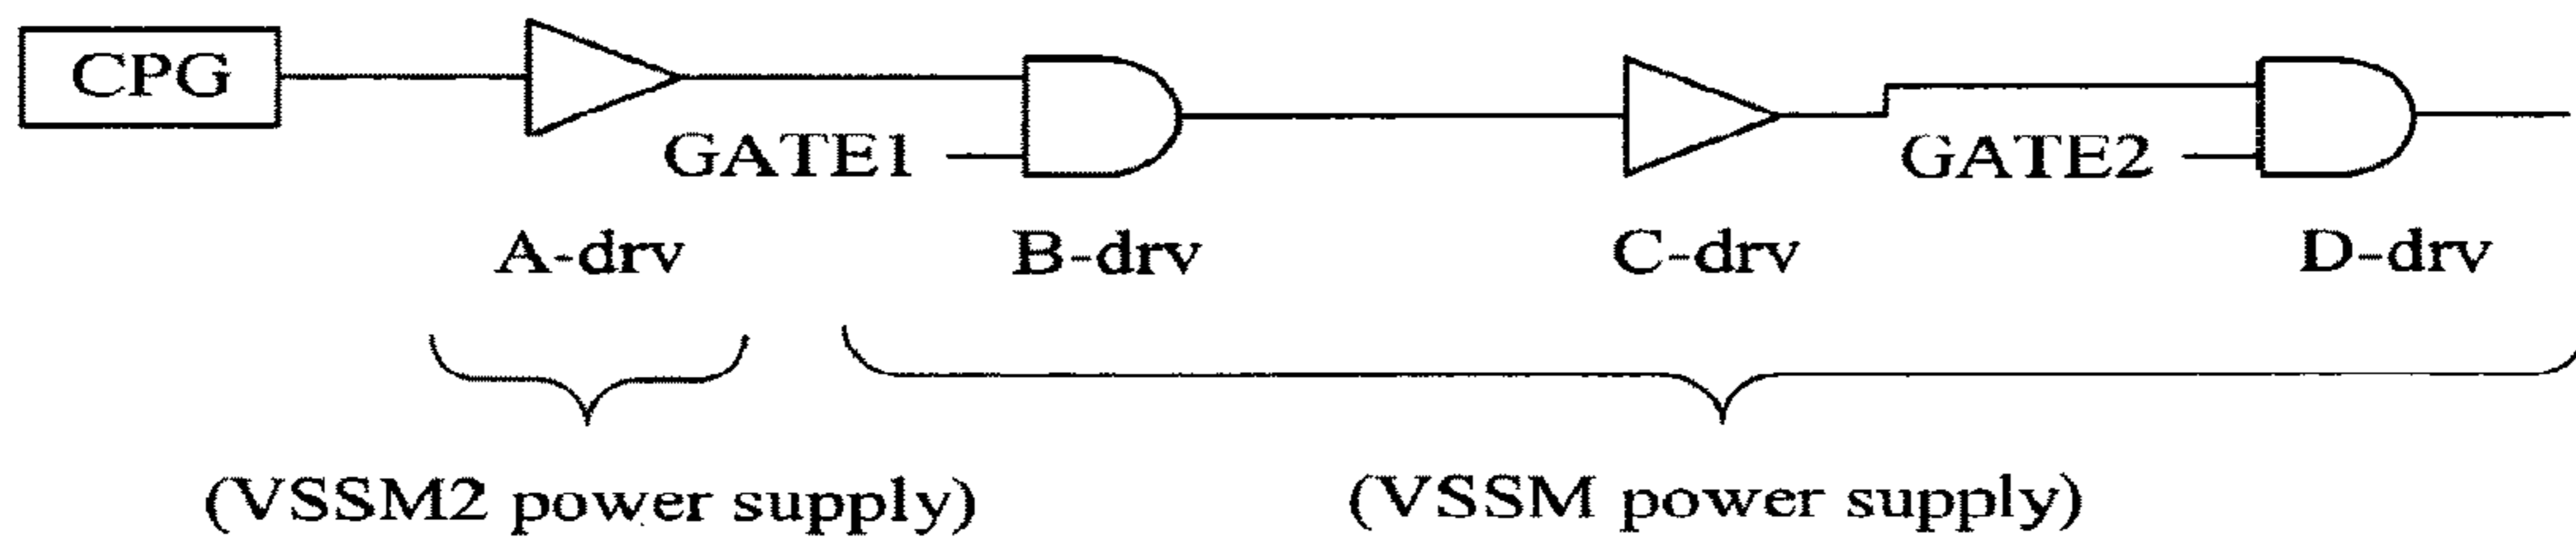 CPG
GATE1
GATE2
A-drv B-drv C-drv D-drv
(VSSM2 power supply) (VSSM power supply)